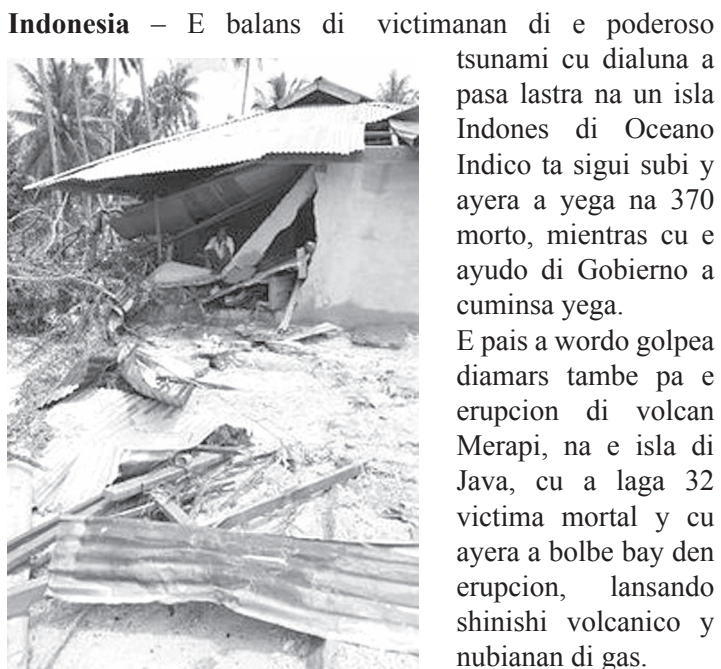 Indonesia – E balans di victimanan di e poderoso
tsunami cu dialuna a
pasa lastra na un isla
Indones di Oceano
Indico ta sigui subi y
ayera a yega na 370
morto, mientras cu e
ayudo di Gobierno a
cuminsa yega.
E pais a wordo golpea
diamars tambe pa e
erupcion di volcan
Merapi, na e isla di
Java, cu a laga 32
victima mortal y cu
ayera a bolbe bay den
erupcion, lansando
shinishi volcanico y
nubianan di gas.